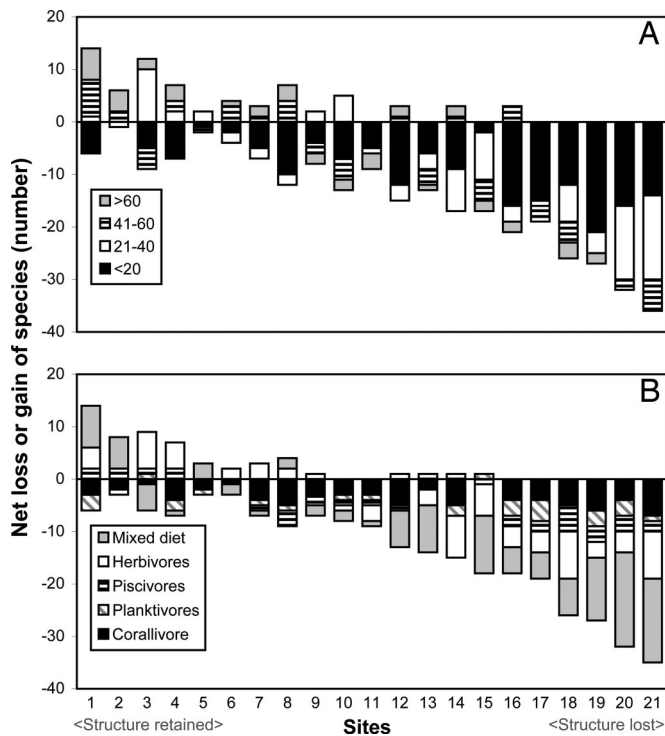 20
A
10
0
-10
-20
-30
-40
>60
41-60
21-40
<20
Net loss or gain of species (number)
20
B
10
0
-10
-20
-30
-40
Mixed diet
Herbivores
Piscivores
Planktivores
Corallivore
1 2 3 4 5 6 7 8 9 10 11 12 13 14 15 16 17 18 19 20 21
<Structure retained> Sites <Structure lost>